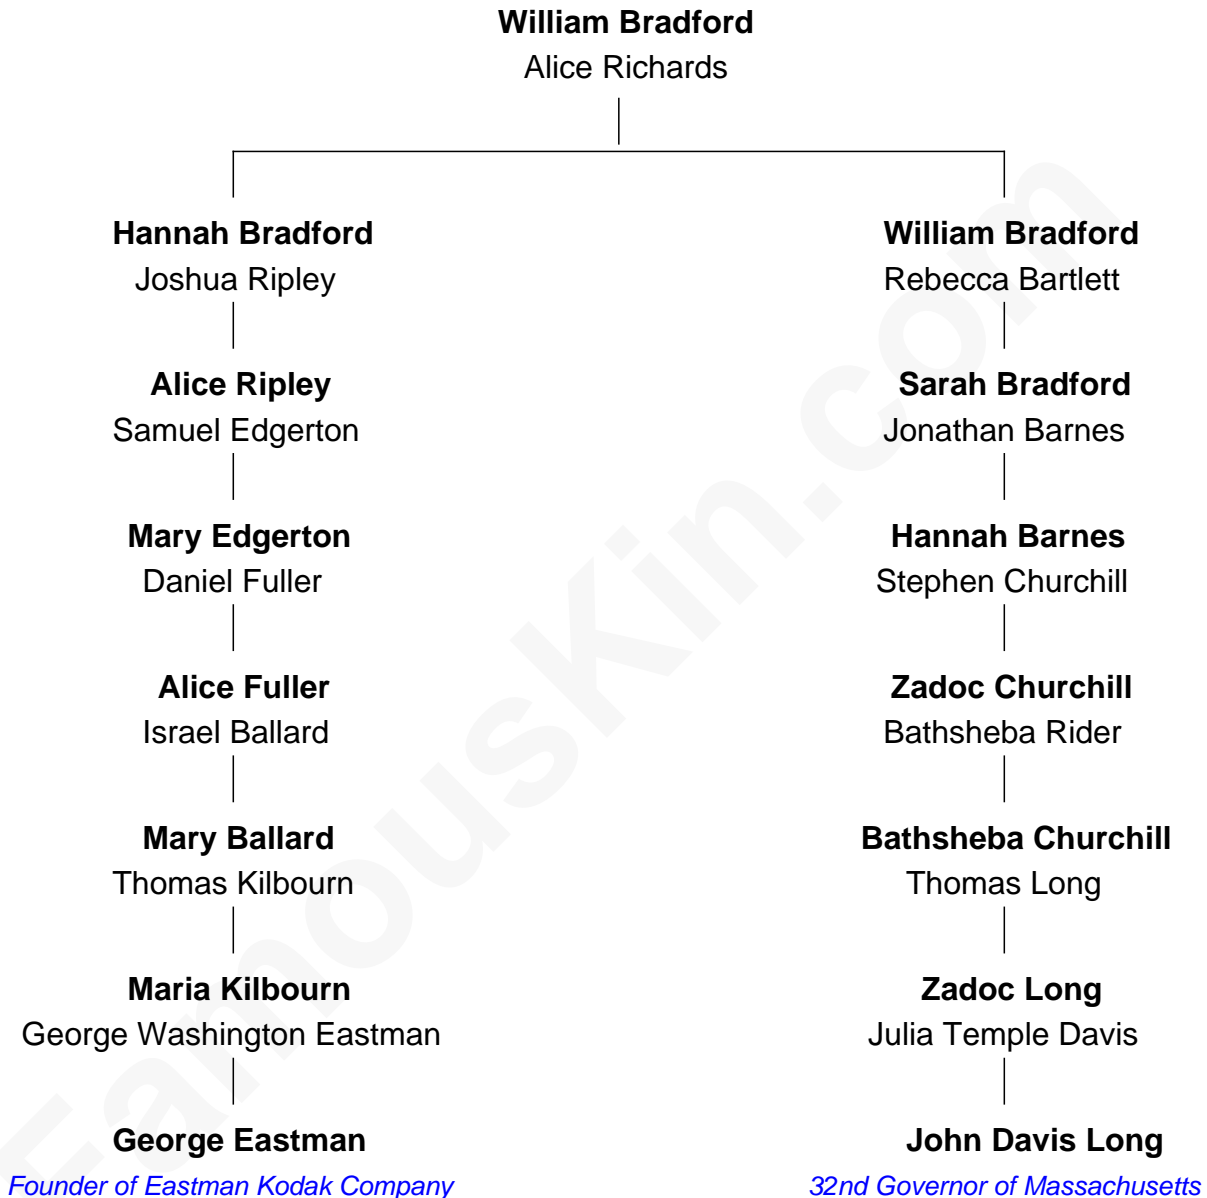 William Bradford
Alice Richards
Hannah Bradford
Joshua Ripley
Alice Ripley
Samuel Edgerton
Mary Edgerton
Daniel Fuller
Alice Fuller
Israel Ballard
Mary Ballard
Thomas Kilbourn
Maria Kilbourn
George Washington Eastman
George Eastman
Founder of Eastman Kodak Company
William Bradford
Rebecca Bartlett
Sarah Bradford
Jonathan Barnes
Hannah Barnes
Stephen Churchill
Zadoc Churchill
Bathsheba Rider
Bathsheba Churchill
Thomas Long
Zadoc Long
Julia Temple Davis
John Davis Long
32nd Governor of Massachusetts
FamousKin.com